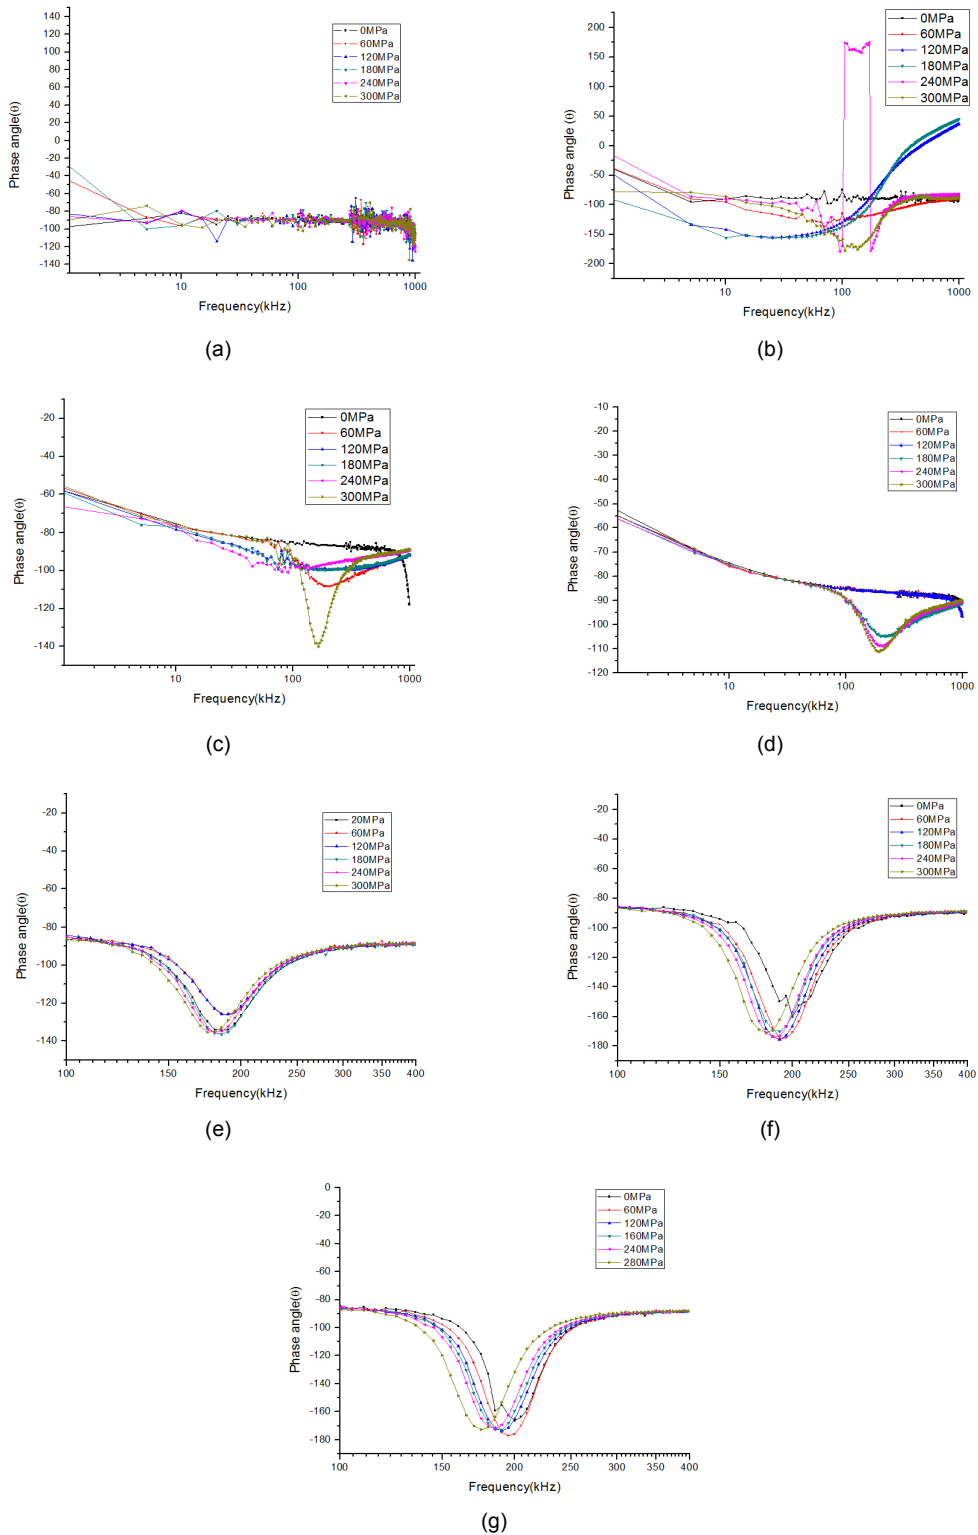 140
120
100
80
60
40
20
0
-20
-40
-60
-80
-100
-120
-140
Phase angle(θ)
0MPa
60MPa
120MPa
180MPa
240MPa
300MPa
10
100
1000
Frequency(kHz)
(a)
200
150
100
50
0
-50
-100
-150
-200
Phase angle (θ)
0MPa
60MPa
120MPa
180MPa
240MPa
300MPa
10
100
1000
Frequency(kHz)
(b)
-20
-40
-60
-80
-100
-120
-140
Phase angle(θ)
0MPa
60MPa
120MPa
180MPa
240MPa
300MPa
10
100
1000
Frequency(kHz)
(c)
-10
-20
-30
-40
-50
-60
-70
-80
-90
-100
-110
-120
Phase angle(θ)
0MPa
60MPa
120MPa
180MPa
240MPa
300MPa
10
100
1000
Frequency(kHz)
(d)
-20
-40
-60
-80
-100
-120
-140
Phase angle(θ)
20MPa
60MPa
120MPa
180MPa
240MPa
300MPa
100
150
200
250
300
350
400
Frequency(kHz)
(e)
-20
-40
-60
-80
-100
-120
-140
-160
-180
Phase angle(θ)
0MPa
60MPa
120MPa
180MPa
240MPa
300MPa
100
150
200
250
300
350
400
Frequency(kHz)
(f)
0
-20
-40
-60
-80
-100
-120
-140
-160
-180
Phase angle(θ)
0MPa
60MPa
120MPa
160MPa
240MPa
280MPa
100
150
200
250
300
350
400
Frequency(kHz)
(g)